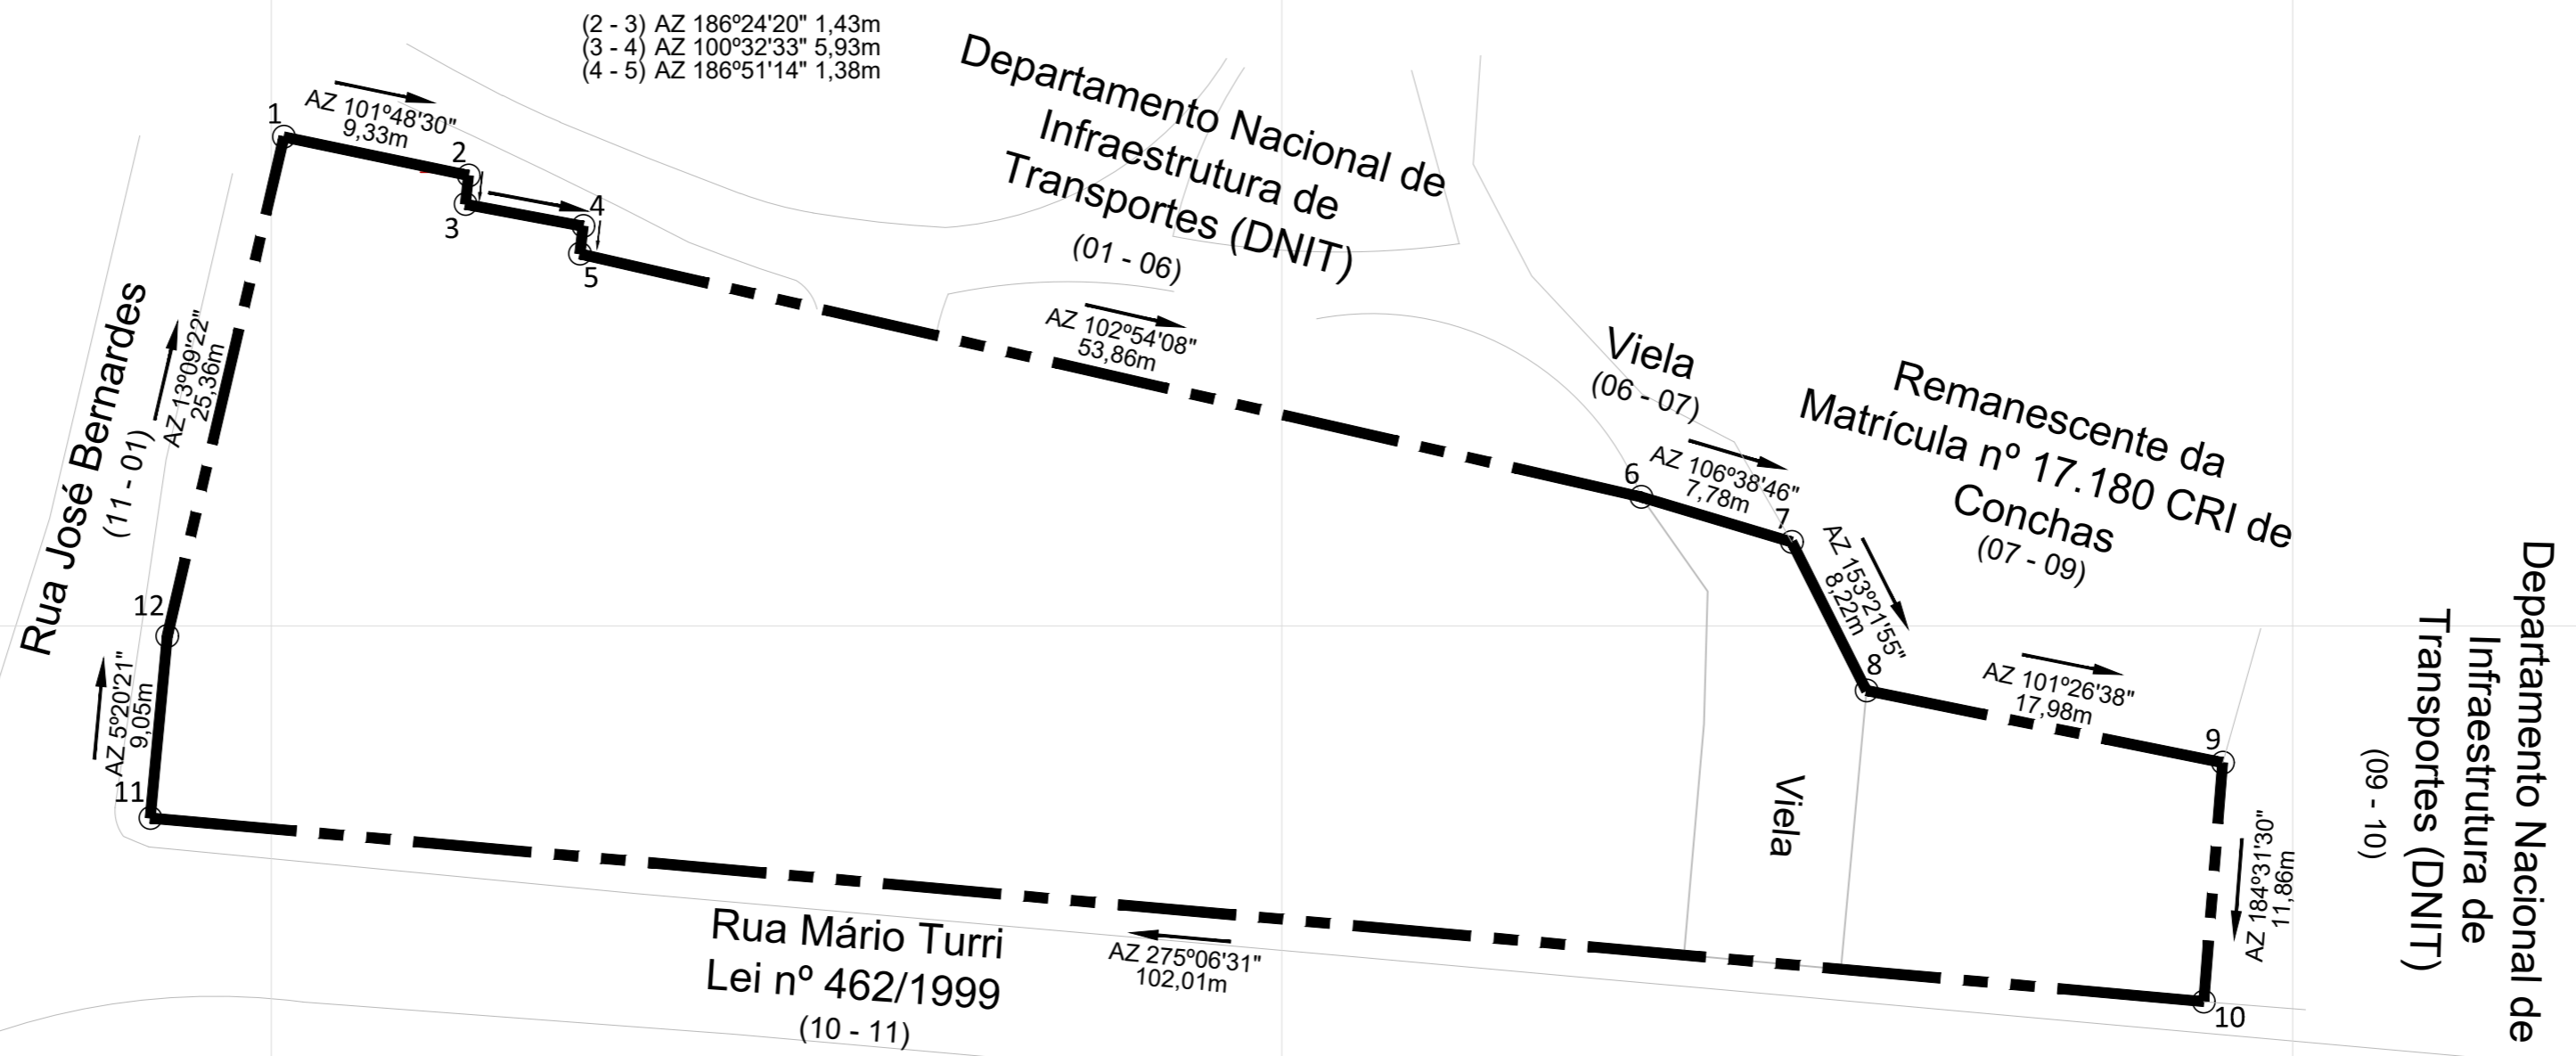 (2 - 3) AZ 186º24'20" 1,43m
(3 - 4) AZ 100º32'33" 5,93m
(4 - 5) AZ 186º51'14" 1,38m
Departamento Nacional de
Infraestrutura de
Transportes (DNIT)
(01 - 06)
1
AZ 101º48'30"
9,33m
2
3
4
5
AZ 102º54'08"
53,86m
Viela
(06 - 07)
6
AZ 106º38'46"
7,78m
7
Remanescente da
Matrícula nº 17.180 CRI de
Conchas
(07 - 09)
AZ 153º21'55"
8,22m
8
AZ 101º26'38"
17,98m
9
Departamento Nacional de
Infraestrutura de
Transportes (DNIT)
(09 - 10)
AZ 184º31'30"
11,86m
10
Viela
Rua José Bernardes
(11 - 01)
AZ 13º09'22"
25,36m
12
AZ 5º20'21"
9,05m
11
Rua Mário Turri
Lei nº 462/1999
(10 - 11)
AZ 275º06'31"
102,01m